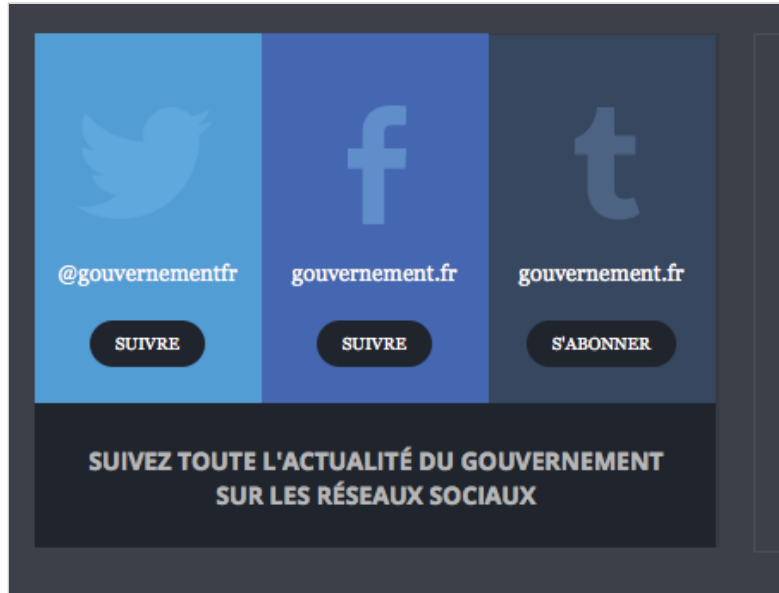 @gouvernementfr
gouvernement.fr
gouvernement.fr
SUIVRE
SUIVRE
S'ABONNER
SUIVEZ TOUTE L'ACTUALITÉ DU GOUVERNEMENT
SUR LES RÉSEAUX SOCIAUX